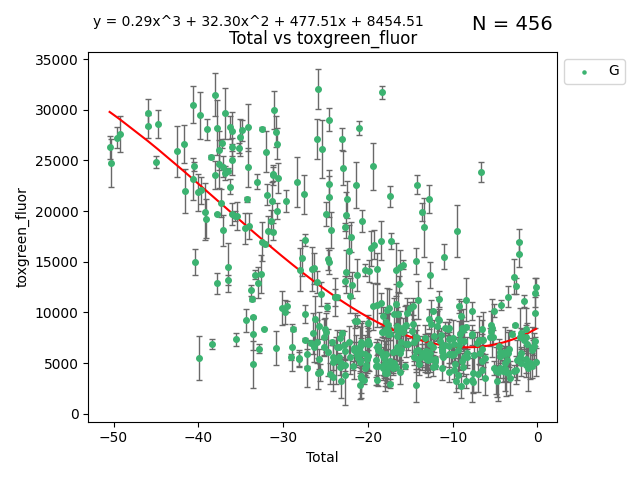 y = 0.29x^3 + 32.30x^2 + 477.51x + 8454.51
N = 456
Total vs toxgreen_fluor
G
35000
30000
25000
20000
15000
10000
5000
0
toxgreen_fluor
−50 −40 −30 −20 −10 0
Total